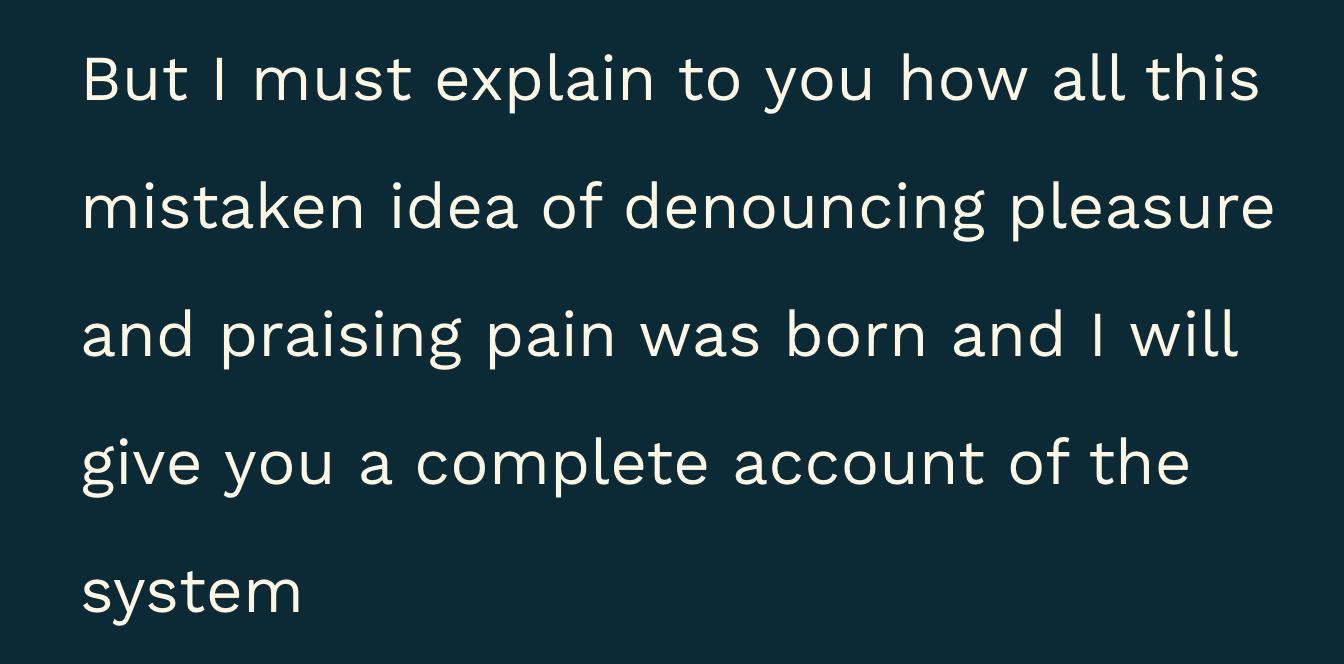 But I must explain to you how all this
mistaken idea of denouncing pleasure
and praising pain was born and I will
give you a complete account of the
system